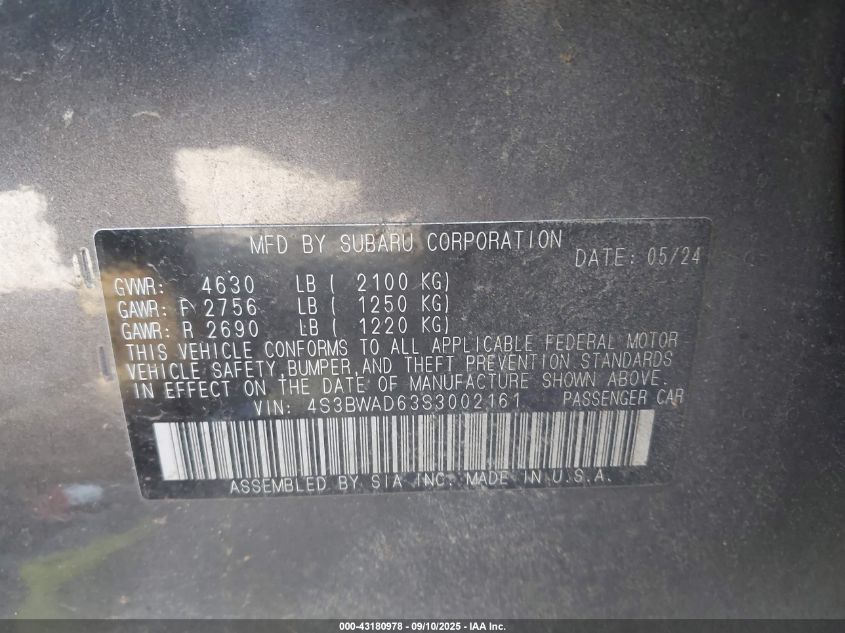 MFD BY SUBARU CORPORATION DATE: 05/24
GVWR: 4630 LB ( 2100 KG)
GAWR: F 2756 LB ( 1250 KG)
GAWR: R 2690 LB ( 1220 KG)
THIS VEHICLE CONFORMS TO ALL APPLICABLE FEDERAL MOTOR
VEHICLE SAFETY,BUMPER,AND THEFT PREVENTION STANDARDS
IN EFFECT ON THE DATE OF MANUFACTURE SHOWN ABOVE.
VIN: 4S3BWAD63S3002161 PASSENGER CAR
ASSEMBLED BY SIA INC. MADE IN U.S.A.
000-43180978 - 09/10/2025 - IAA Inc.